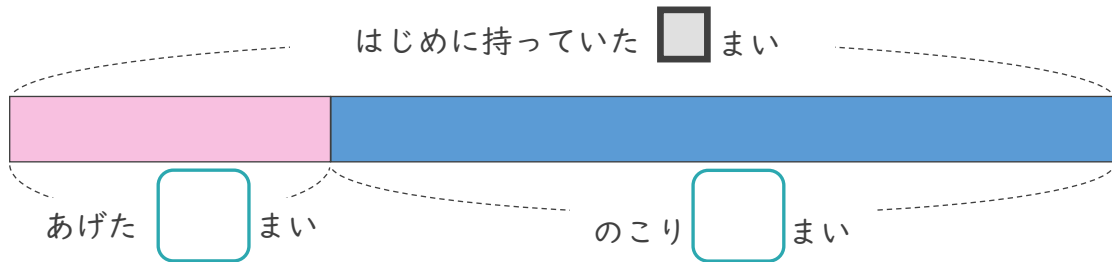 はじめに持っていた まい
あげた まい
のこり まい